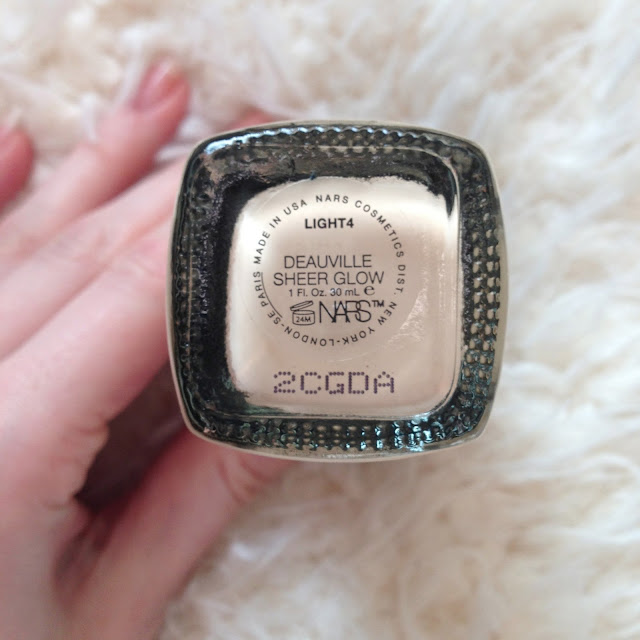 MADE IN USA NARS COSMETICS DIST. NEW YORK-LONDON-SE PARIS
LIGHT4
DEAUVILLE
SHEER GLOW
1 Fl. Oz. 30 mL ℮
24M NARS™
2CGDA